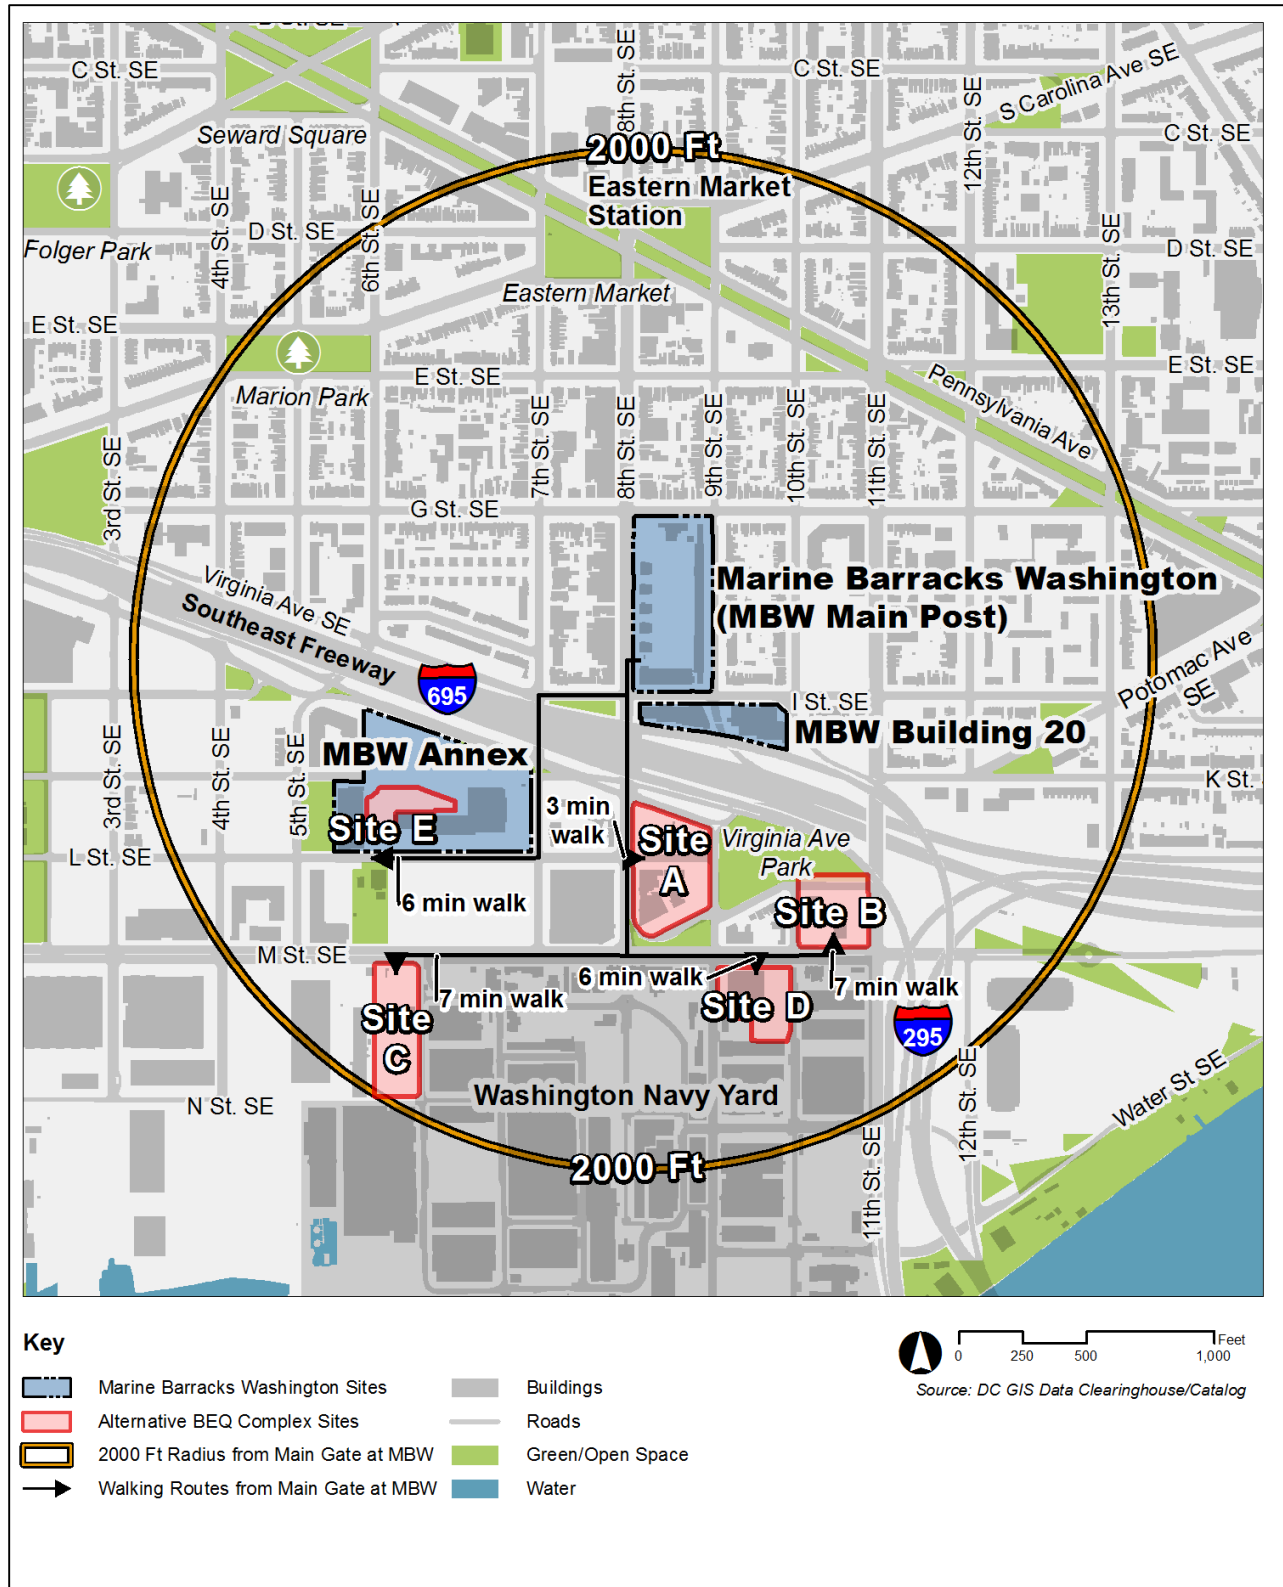 C St. SE
8th St. SE
C St. SE
S Carolina Ave SE
C St. SE
12th St. SE
Seward Square
2000 Ft
Eastern Market
Station
4th St. SE
6th St. SE
D St. SE
Folger Park
D St. SE
13th St. SE
Eastern Market
E St. SE
E St. SE
E St. SE
Marion Park
Pennsylvania Ave
3rd St. SE
7th St. SE
8th St. SE
9th St. SE
10th St. SE
11th St. SE
G St. SE
Marine Barracks Washington
(MBW Main Post)
Virginia Ave SE
Southeast Freeway
695
Potomac Ave
SE
I St. SE
MBW Building 20
MBW Annex
3rd St. SE
4th St. SE
5th St. SE
K St.
3 min
walk
Site E
Site
A
Virginia Ave
Park
L St. SE
6 min walk
Site B
M St. SE
6 min walk
7 min walk
7 min walk
Site D
Site
C
295
Washington Navy Yard
N St. SE
12th St. SE
Water St SE
2000 Ft
11th St. SE
Key
Marine Barracks Washington Sites
Alternative BEQ Complex Sites
2000 Ft Radius from Main Gate at MBW
Walking Routes from Main Gate at MBW
Buildings
Roads
Green/Open Space
Water
Feet
0 250 500 1,000
Source: DC GIS Data Clearinghouse/Catalog